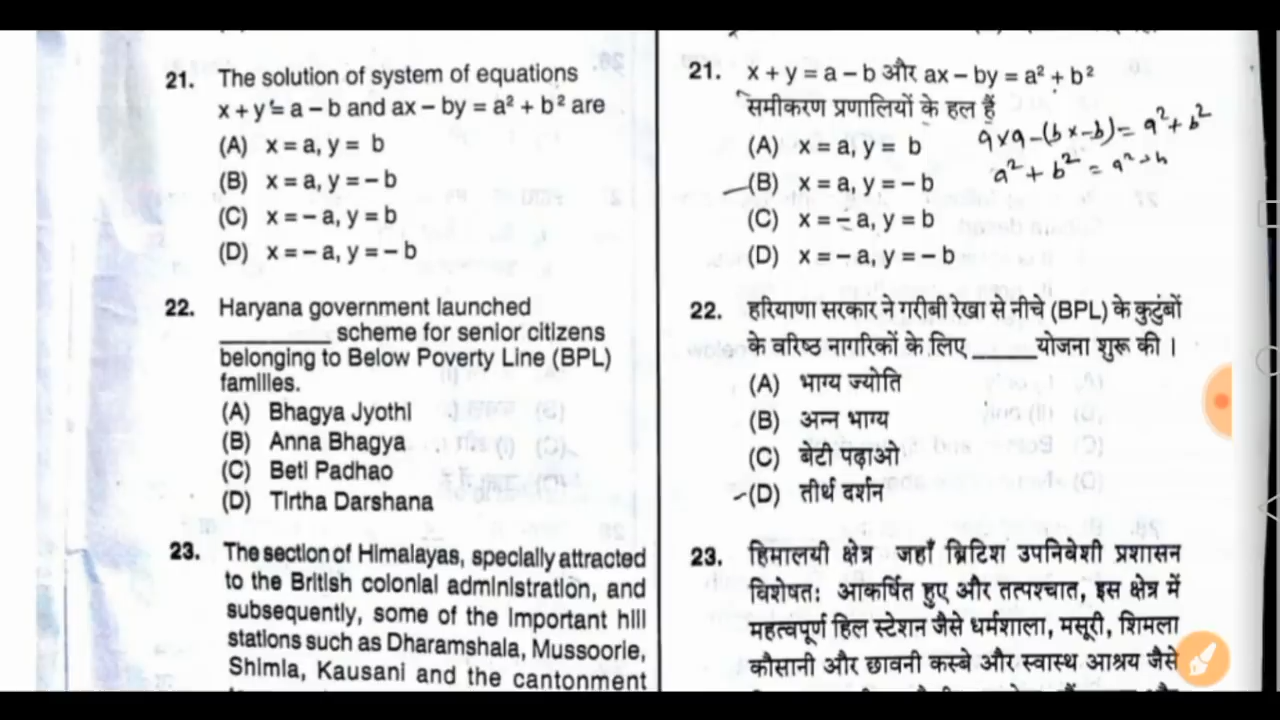 21. The solution of system of equations
x + y = a – b and ax – by = a² + b² are
(A) x = a, y = b
(B) x = a, y = – b
(C) x = – a, y = b
(D) x = – a, y = – b
22. Haryana government launched
__________ scheme for senior citizens
belonging to Below Poverty Line (BPL)
families.
(A) Bhagya Jyothi
(B) Anna Bhagya
(C) Beti Padhao
(D) Tirtha Darshana
23. The section of Himalayas, specially attracted
to the British colonial administration, and
subsequently, some of the important hill
stations such as Dharamshala, Mussoorie,
Shimla, Kausani and the cantonment
21. x + y = a – b और ax – by = a² + b²
समीकरण प्रणालियों के हल हैं
a×a – (b×–b) = a² + b²
a² + b² = a² + b
(A) x = a, y = b
(B) x = a, y = – b
(C) x = – a, y = b
(D) x = – a, y = – b
22. हरियाणा सरकार ने गरीबी रेखा से नीचे (BPL) के कुटुंबों
के वरिष्ठ नागरिकों के लिए ______ योजना शुरू की ।
(A) भाग्य ज्योति
(B) अन्न भाग्य
(C) बेटी पढ़ाओ
(D) तीर्थ दर्शन
23. हिमालयी क्षेत्र जहाँ ब्रिटिश उपनिबेशी प्रशासन
विशेषतः आकर्षित हुए और तत्पश्चात, इस क्षेत्र में
महत्वपूर्ण हिल स्टेशन जैसे धर्मशाला, मसूरी, शिमला
कौसानी और छावनी कस्बे और स्वास्थ आश्रय जैसे